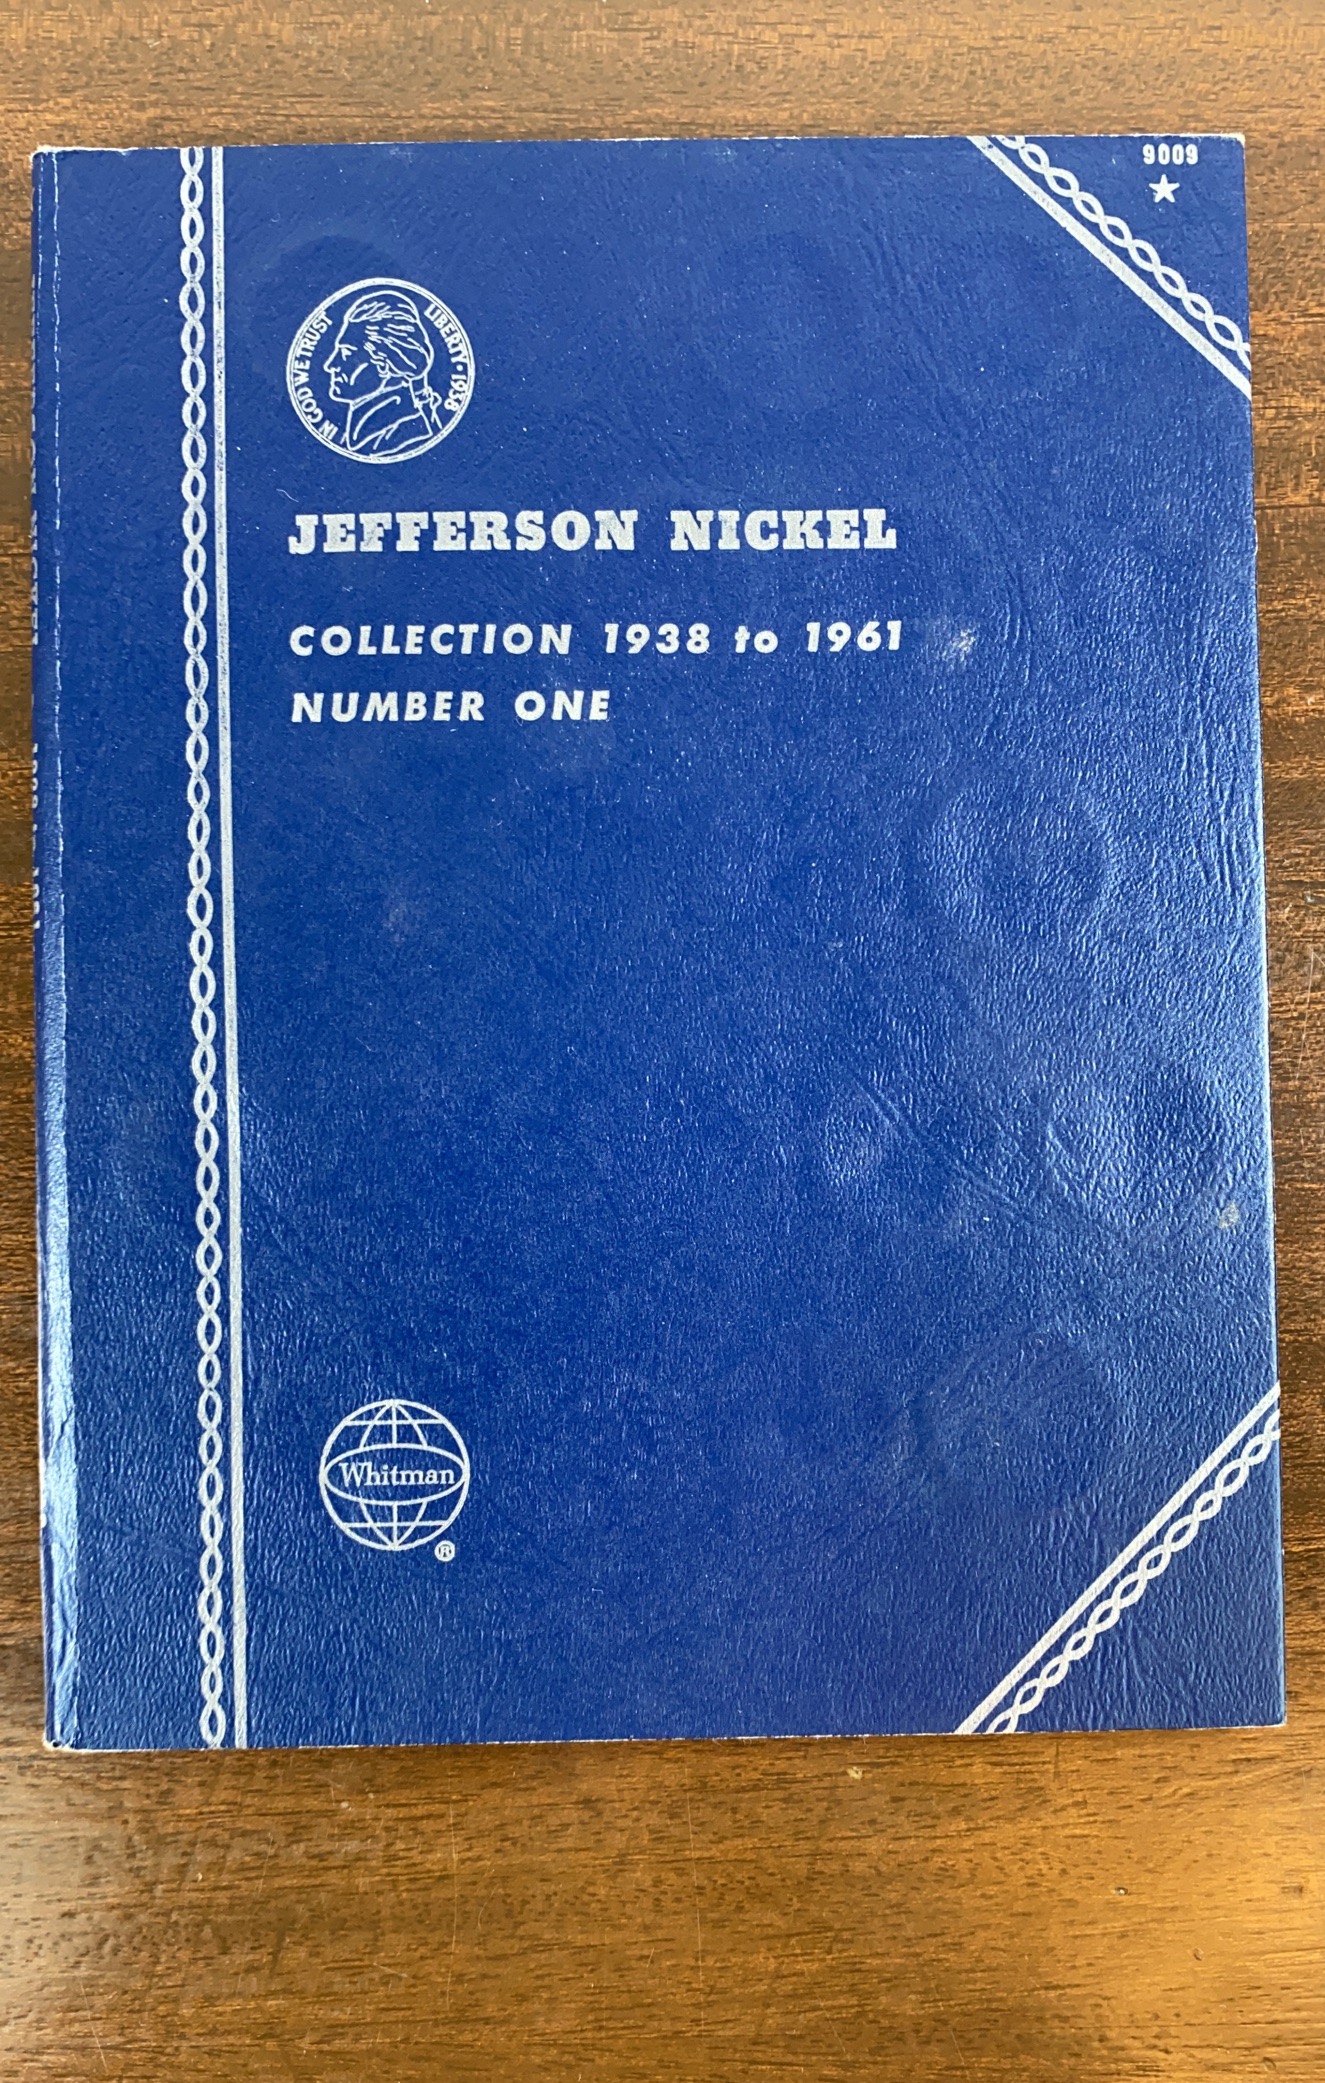 9009
IN GOD WE TRUST LIBERTY • 1938
JEFFERSON NICKEL
COLLECTION 1938 to 1961
NUMBER ONE
Whitman
®